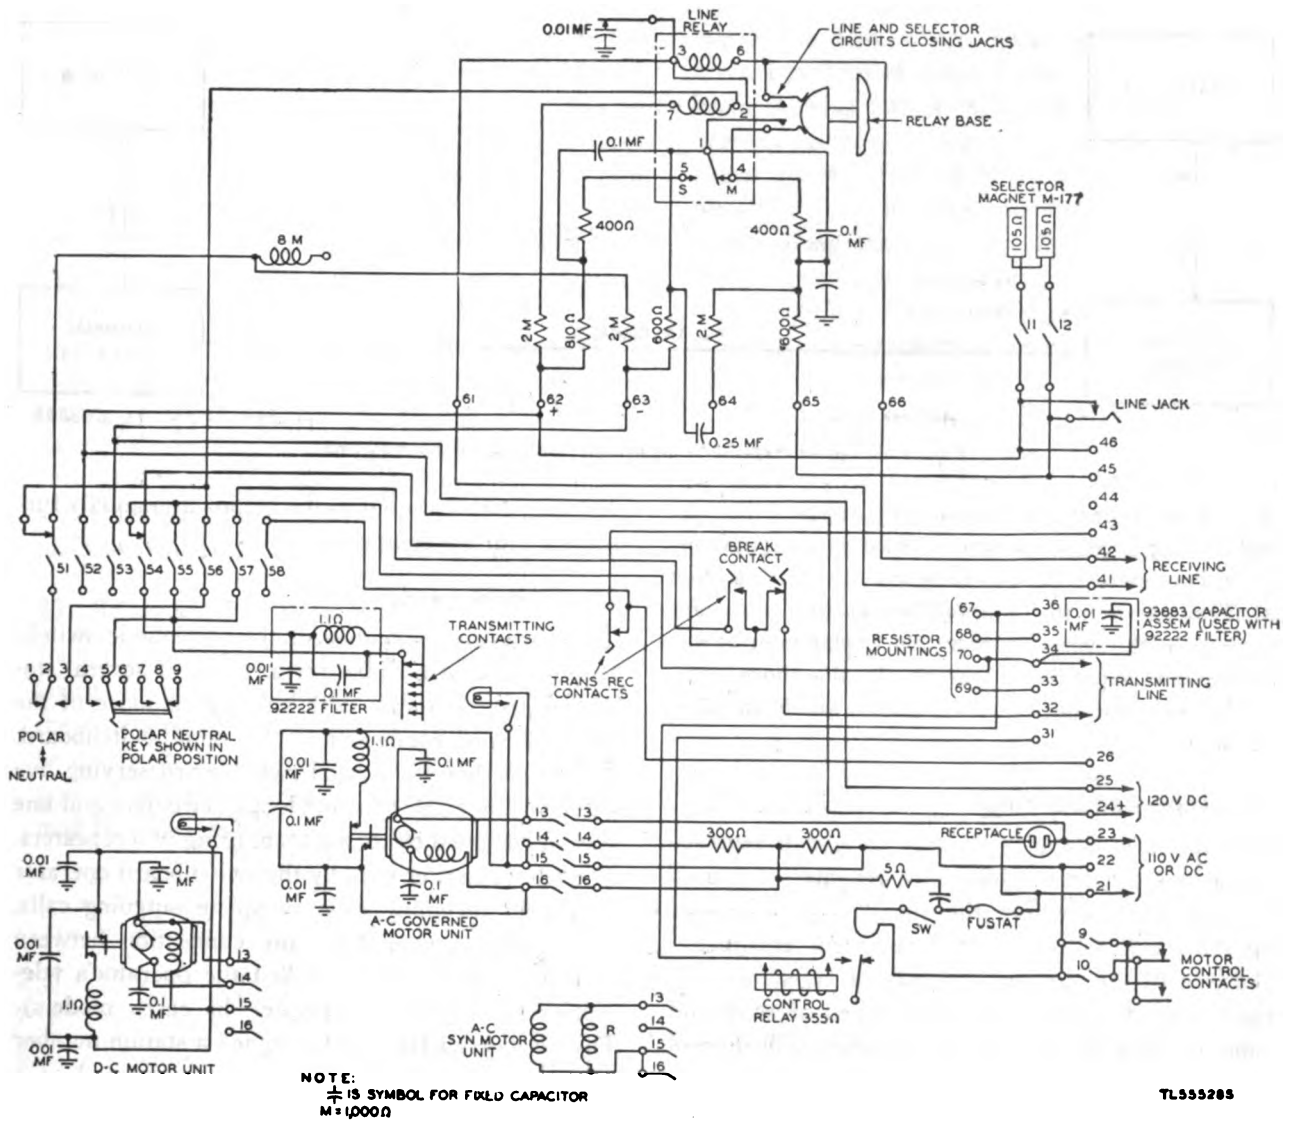 LINE
RELAY
0.01 MF
3
6
LINE AND SELECTOR
CIRCUITS CLOSING JACKS
7
2
RELAY BASE
0.1 MF
1
5
4
S
M
SELECTOR
MAGNET M-177
105 Ω
105 Ω
400Ω
400Ω
0.1
MF
8 M
2 M
810Ω
2 M
600Ω
2 M
600Ω
11
12
61
62
+
63
-
64
65
66
LINE JACK
0.25 MF
46
45
44
43
42
41
RECEIVING
LINE
BREAK
CONTACT
51
52
53
54
55
56
57
58
67
68
70
69
RESISTOR
MOUNTINGS
36
35
34
33
32
31
0.01
MF
93883 CAPACITOR
ASSEM (USED WITH
92222 FILTER)
TRANSMITTING
LINE
1.1Ω
0.01
MF
0.1 MF
92222 FILTER
TRANSMITTING
CONTACTS
TRANS REC
CONTACTS
1 2 3 4 5 6 7 8 9
POLAR
NEUTRAL
POLAR NEUTRAL
KEY SHOWN IN
POLAR POSITION
26
25
24+
120 V DC
23
22
21
110 V AC
OR DC
RECEPTACLE
1.1Ω
0.01
MF
0.1 MF
0.1 MF
0.01
MF
0.1
MF
A-C GOVERNED
MOTOR UNIT
13 13
14 14
15 15
16 16
300Ω
300Ω
5Ω
SW
FUSTAT
9
10
MOTOR
CONTROL
CONTACTS
CONTROL
RELAY 355Ω
0.01
MF
0.1
MF
0.01
MF
1.1Ω
0.1
MF
0.01
MF
13
14
15
16
D-C MOTOR UNIT
A-C
SYN MOTOR
UNIT
R
13
14
15
16
NOTE:
IS SYMBOL FOR FIXED CAPACITOR
M = 1,000 Ω
TL55528S